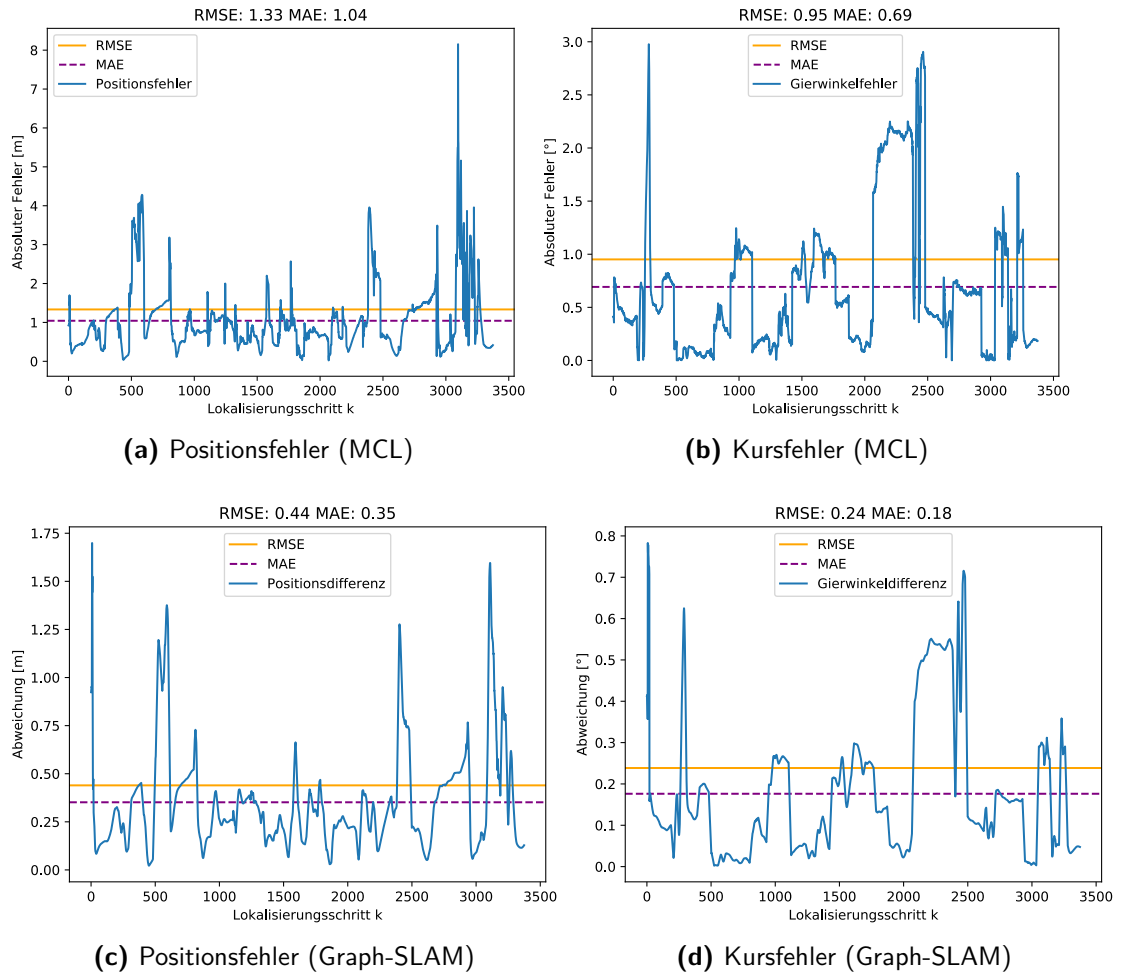 RMSE: 1.33 MAE: 1.04
RMSE
MAE
Positionsfehler
Absoluter Fehler [m]
8
7
6
5
4
3
2
1
0
0 500 1000 1500 2000 2500 3000 3500
Lokalisierungsschritt k
(a) Positionsfehler (MCL)
RMSE: 0.95 MAE: 0.69
RMSE
MAE
Gierwinkelfehler
Absoluter Fehler [°]
3.0
2.5
2.0
1.5
1.0
0.5
0.0
0 500 1000 1500 2000 2500 3000 3500
Lokalisierungsschritt k
(b) Kursfehler (MCL)
RMSE: 0.44 MAE: 0.35
RMSE
MAE
Positionsdifferenz
Abweichung [m]
1.75
1.50
1.25
1.00
0.75
0.50
0.25
0.00
0 500 1000 1500 2000 2500 3000 3500
Lokalisierungsschritt k
(c) Positionsfehler (Graph-SLAM)
RMSE: 0.24 MAE: 0.18
RMSE
MAE
Gierwinkeldifferenz
Abweichung [°]
0.8
0.7
0.6
0.5
0.4
0.3
0.2
0.1
0.0
0 500 1000 1500 2000 2500 3000 3500
Lokalisierungsschritt k
(d) Kursfehler (Graph-SLAM)